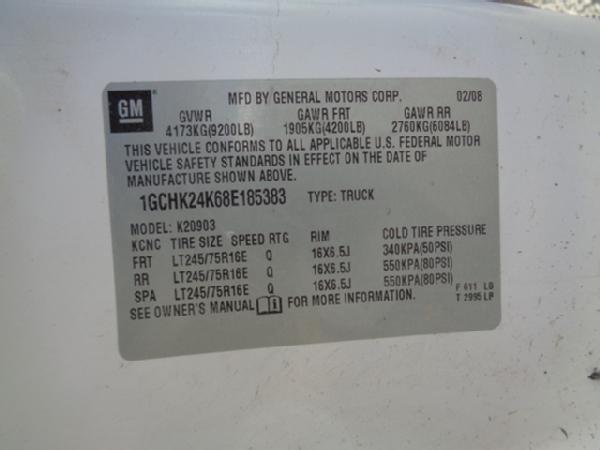 GM
MFD BY GENERAL MOTORS CORP. 02/08
GVWR GAWR FRT GAWR RR
4173KG(9200LB) 1905KG(4200LB) 2760KG(6084LB)
THIS VEHICLE CONFORMS TO ALL APPLICABLE U.S. FEDERAL MOTOR
VEHICLE SAFETY STANDARDS IN EFFECT ON THE DATE OF
MANUFACTURE SHOWN ABOVE.
1GCHK24K68E185383 TYPE: TRUCK
MODEL: K20903
KCNC TIRE SIZE SPEED RTG RIM COLD TIRE PRESSURE
FRT LT245/75R16E Q 16X6.5J 340KPA(50PSI)
RR LT245/75R16E Q 16X6.5J 550KPA(80PSI)
SPA LT245/75R16E Q 16X6.5J 550KPA(80PSI)
SEE OWNER'S MANUAL FOR MORE INFORMATION.
F 611 LB
T 2995 LP